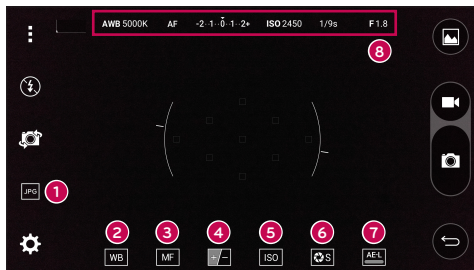 AWB 5000K AF -2··1··0··1··2+ ISO 2450 1/9s F 1.8
8
JPG 1
2 3 4 5 6 7
WB MF +/- ISO S AE-L